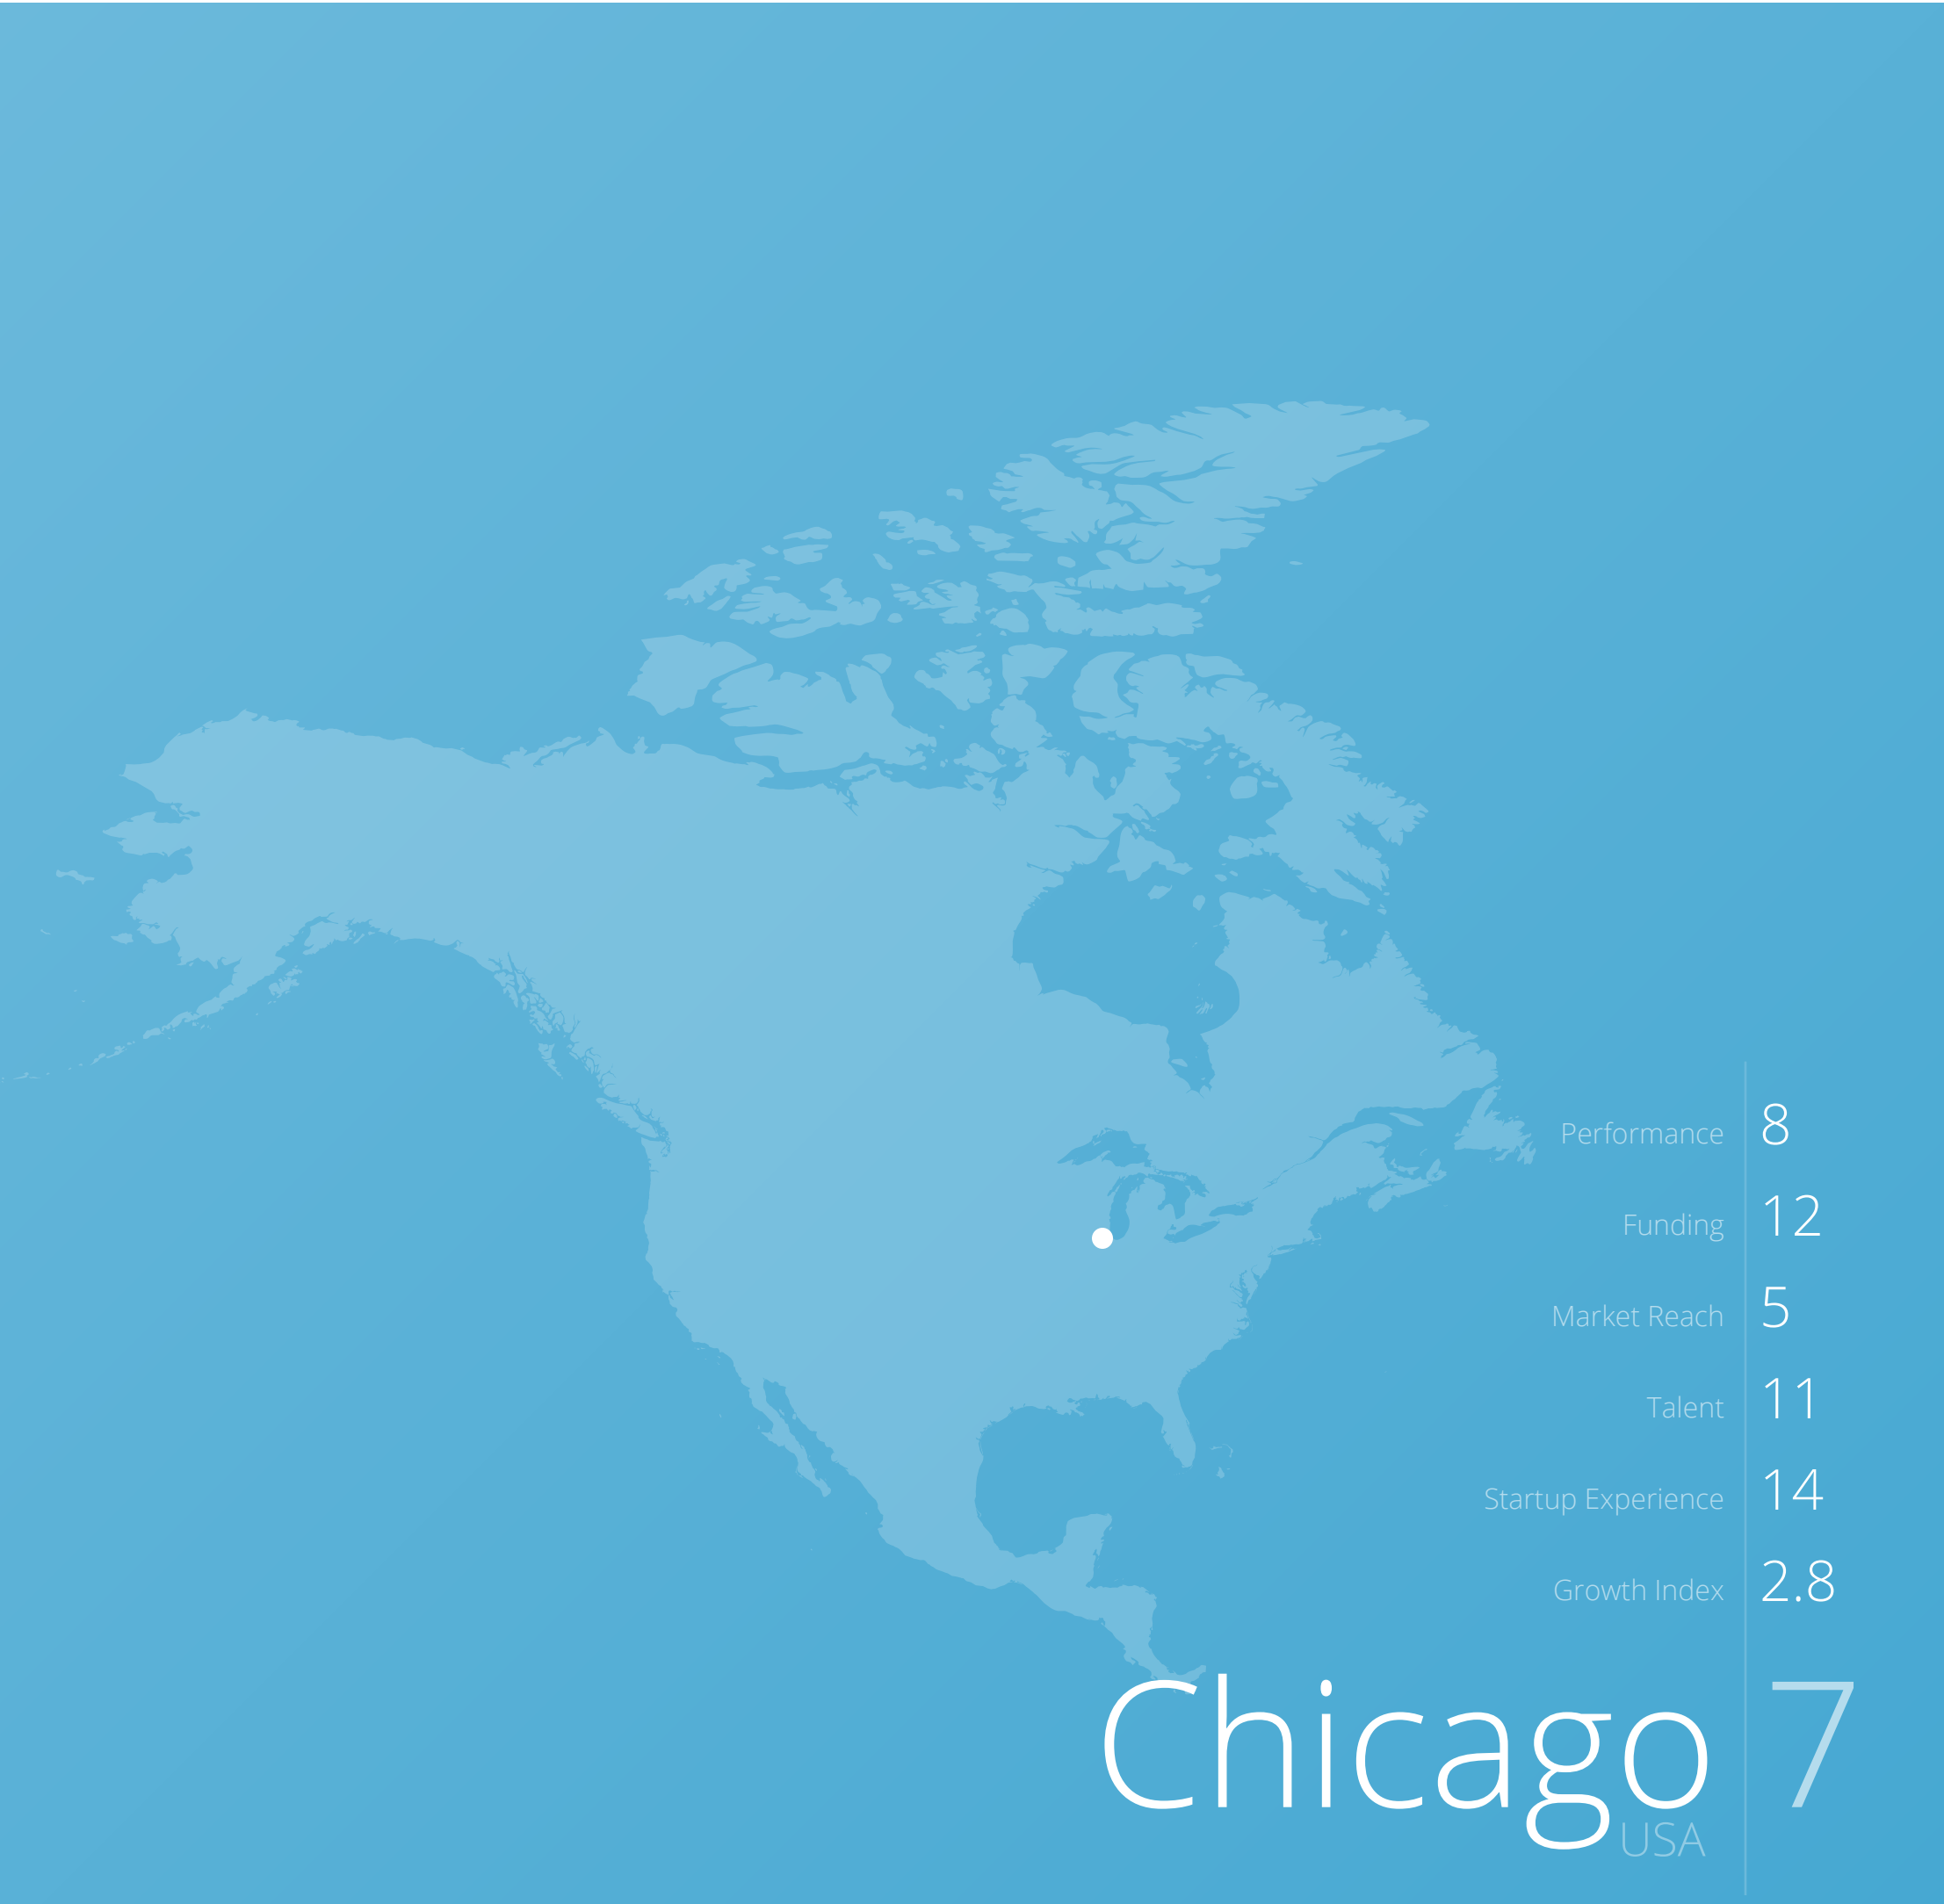 Performance 8
Funding 12
Market Reach 5
Talent 11
Startup Experience 14
Growth Index 2.8
Chicago 7
USA